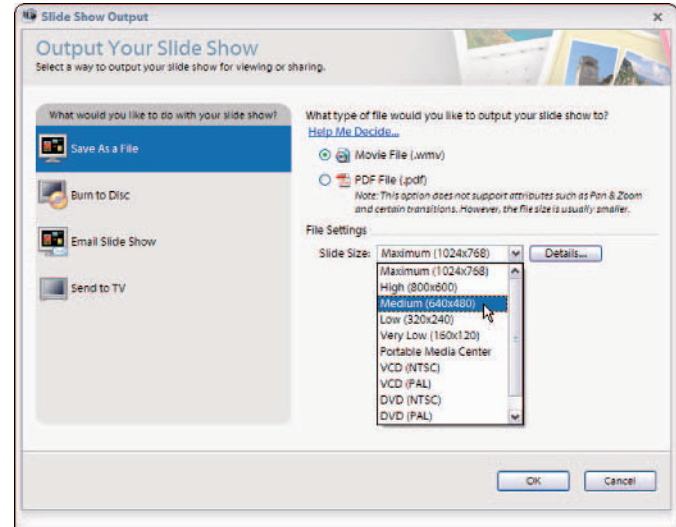 Slide Show Output
Output Your Slide Show
Select a way to output your slide show for viewing or sharing.
What would you like to do with your slide show?
Save As a File
Burn to Disc
Email Slide Show
Send to TV
What type of file would you like to output your slide show to?
Help Me Decide...
Movie File (.wmv)
PDF File (.pdf)
Note: This option does not support attributes such as Pan & Zoom
and certain transitions. However, the file size is usually smaller.
File Settings
Slide Size: Maximum (1024x768) Details...
Maximum (1024x768)
High (800x600)
Medium (640x480)
Low (320x240)
Very Low (160x120)
Portable Media Center
VCD (NTSC)
VCD (PAL)
DVD (NTSC)
DVD (PAL)
OK Cancel